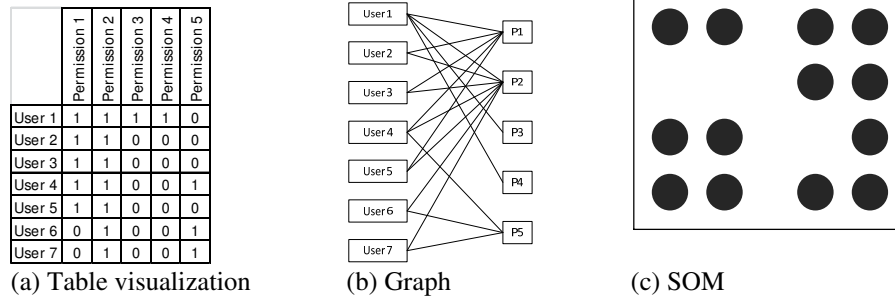 Permission 1 Permission 2 Permission 3 Permission 4 Permission 5
User 1 1 1 1 1 0
User 2 1 1 0 0 0
User 3 1 1 0 0 0
User 4 1 1 0 0 1
User 5 1 1 0 0 0
User 6 0 1 0 0 1
User 7 0 1 0 0 1
(a) Table visualization
User1
User2
User3
User4
User5
User6
User7
P1
P2
P3
P4
P5
(b) Graph
(c) SOM